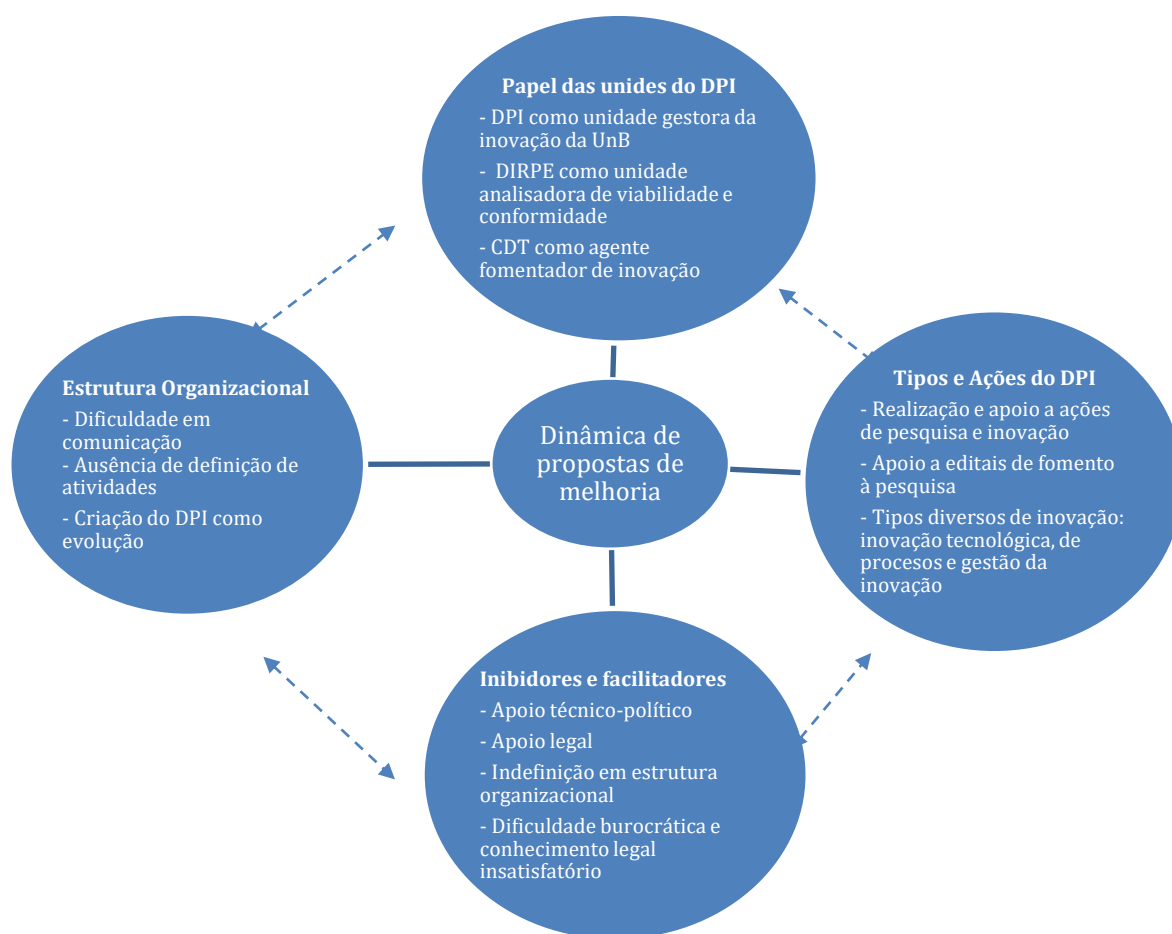 Papel das unides do DPI
- DPI como unidade gestora da
inovação da UnB
- DIRPE como unidade
analisadora de viabilidade e
conformidade
- CDT como agente
fomentador de inovação
Estrutura Organizacional
- Dificuldade em
comunicação
- Ausência de definição de
atividades
- Criação do DPI como
evolução
Dinâmica de
propostas de
melhoria
Tipos e Ações do DPI
- Realização e apoio a ações
de pesquisa e inovação
- Apoio a editais de fomento
à pesquisa
- Tipos diversos de inovação:
inovação tecnológica, de
procesos e gestão da
inovação
Inibidores e facilitadores
- Apoio técnico-político
- Apoio legal
- Indefinição em estrutura
organizacional
- Dificuldade burocrática e
conhecimento legal
insatisfatório